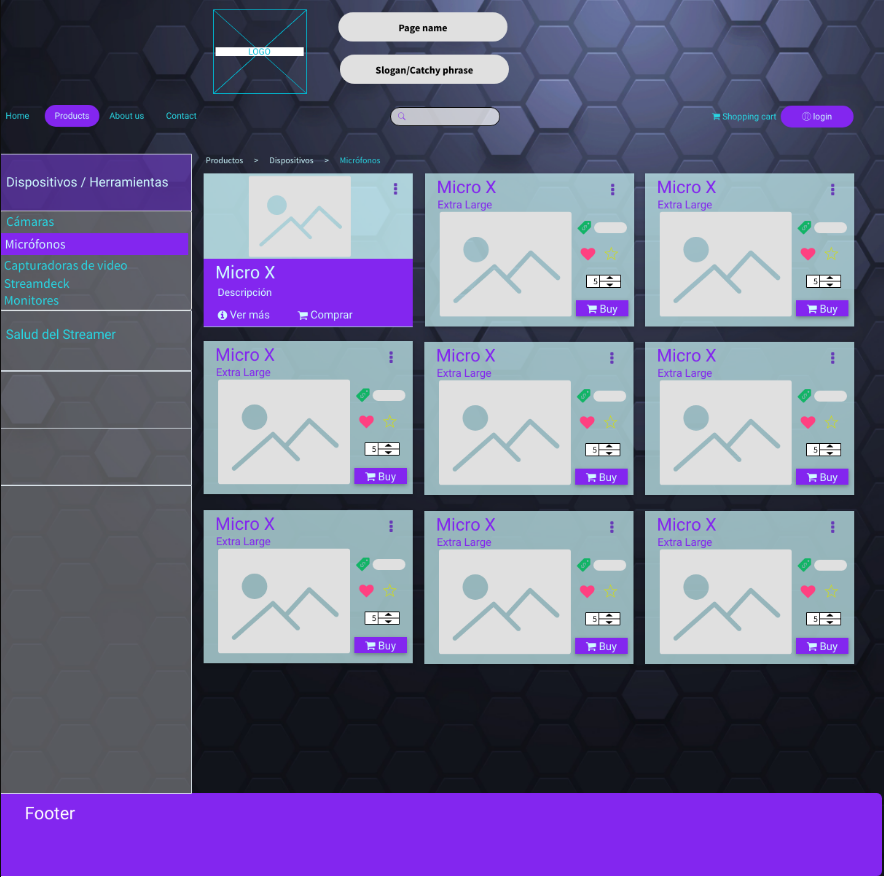 LOGO
Page name
Slogan/Catchy phrase
Home Products About us Contact Shopping cart login
Dispositivos / Herramientas
Cámaras
Micrófonos
Capturadoras de video
Streamdeck
Monitores
Salud del Streamer
Productos > Dispositivos > Micrófonos
Micro X
Descripción
Ver más Comprar
Micro X
Extra Large
5
Buy
Micro X
Extra Large
5
Buy
Micro X
Extra Large
5
Buy
Micro X
Extra Large
5
Buy
Micro X
Extra Large
5
Buy
Micro X
Extra Large
5
Buy
Micro X
Extra Large
5
Buy
Micro X
Extra Large
5
Buy
Footer